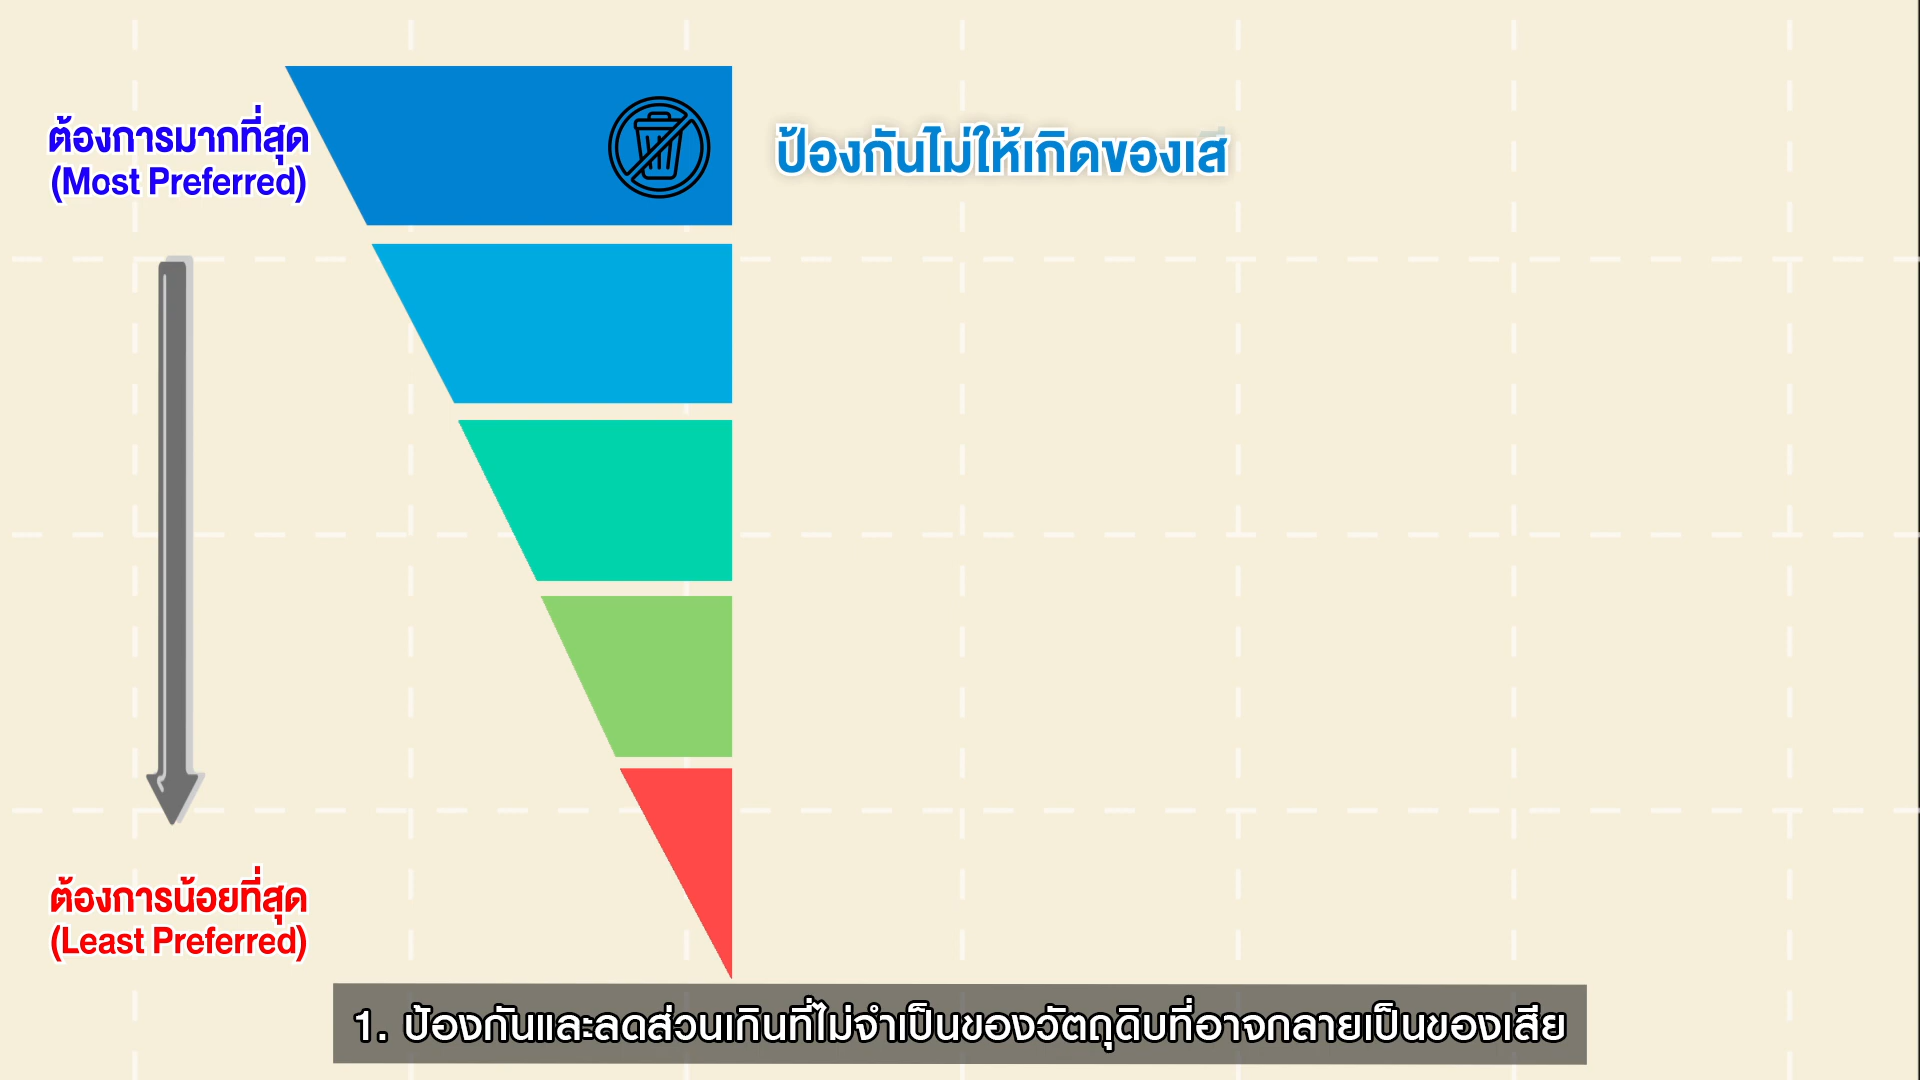 ต้องการมากที่สุด
(Most Preferred)
ป้องกันไม่ให้เกิดของเสี
ต้องการน้อยที่สุด
(Least Preferred)
1. ป้องกันและลดส่วนเกินที่ไม่จำเป็นของวัตถุดิบที่อาจกลายเป็นของเสีย